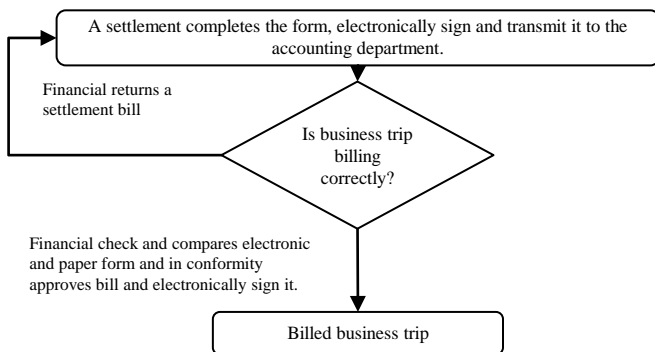 A settlement completes the form, electronically sign and transmit it to the
accounting department.
Financial returns a
settlement bill
Is business trip
billing
correctly?
Financial check and compares electronic
and paper form and in conformity
approves bill and electronically sign it.
Billed business trip